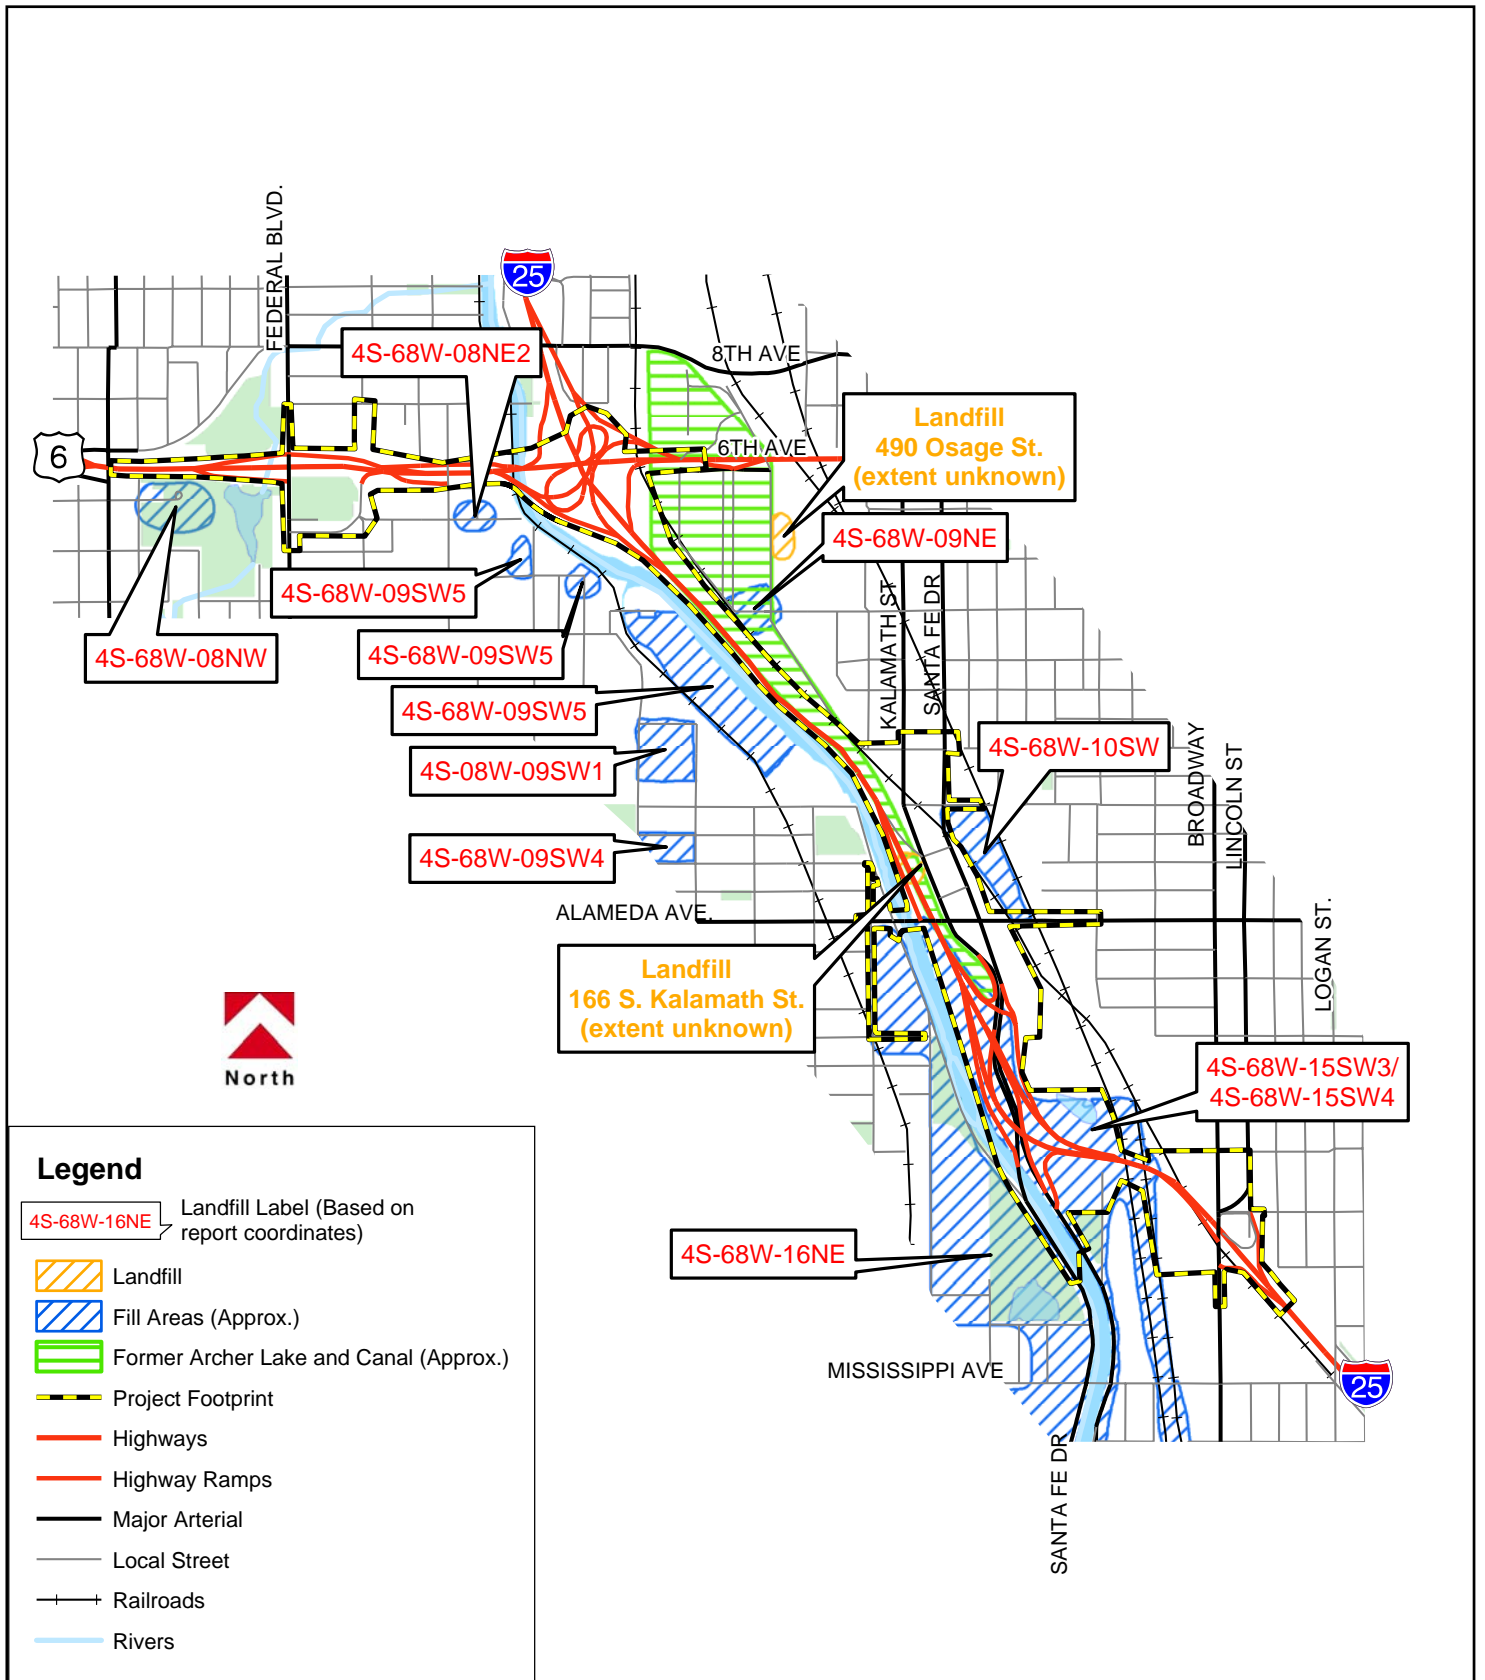 FEDERAL BLVD.
25
4S-68W-08NE2
8TH AVE
6
6TH AVE
Landfill
490 Osage St.
(extent unknown)
4S-68W-09NE
4S-68W-09SW5
4S-68W-08NW
4S-68W-09SW5
4S-68W-09SW5
KALAMATH ST
SANTA FE DR
4S-08W-09SW1
4S-68W-10SW
BROADWAY
LINCOLN ST
4S-68W-09SW4
ALAMEDA AVE.
LOGAN ST.
Landfill
166 S. Kalamath St.
(extent unknown)
North
4S-68W-15SW3/
4S-68W-15SW4
4S-68W-16NE
MISSISSIPPI AVE
25
SANTA FE DR
Legend
4S-68W-16NE
Landfill Label (Based on
report coordinates)
Landfill
Fill Areas (Approx.)
Former Archer Lake and Canal (Approx.)
Project Footprint
Highways
Highway Ramps
Major Arterial
Local Street
Railroads
Rivers